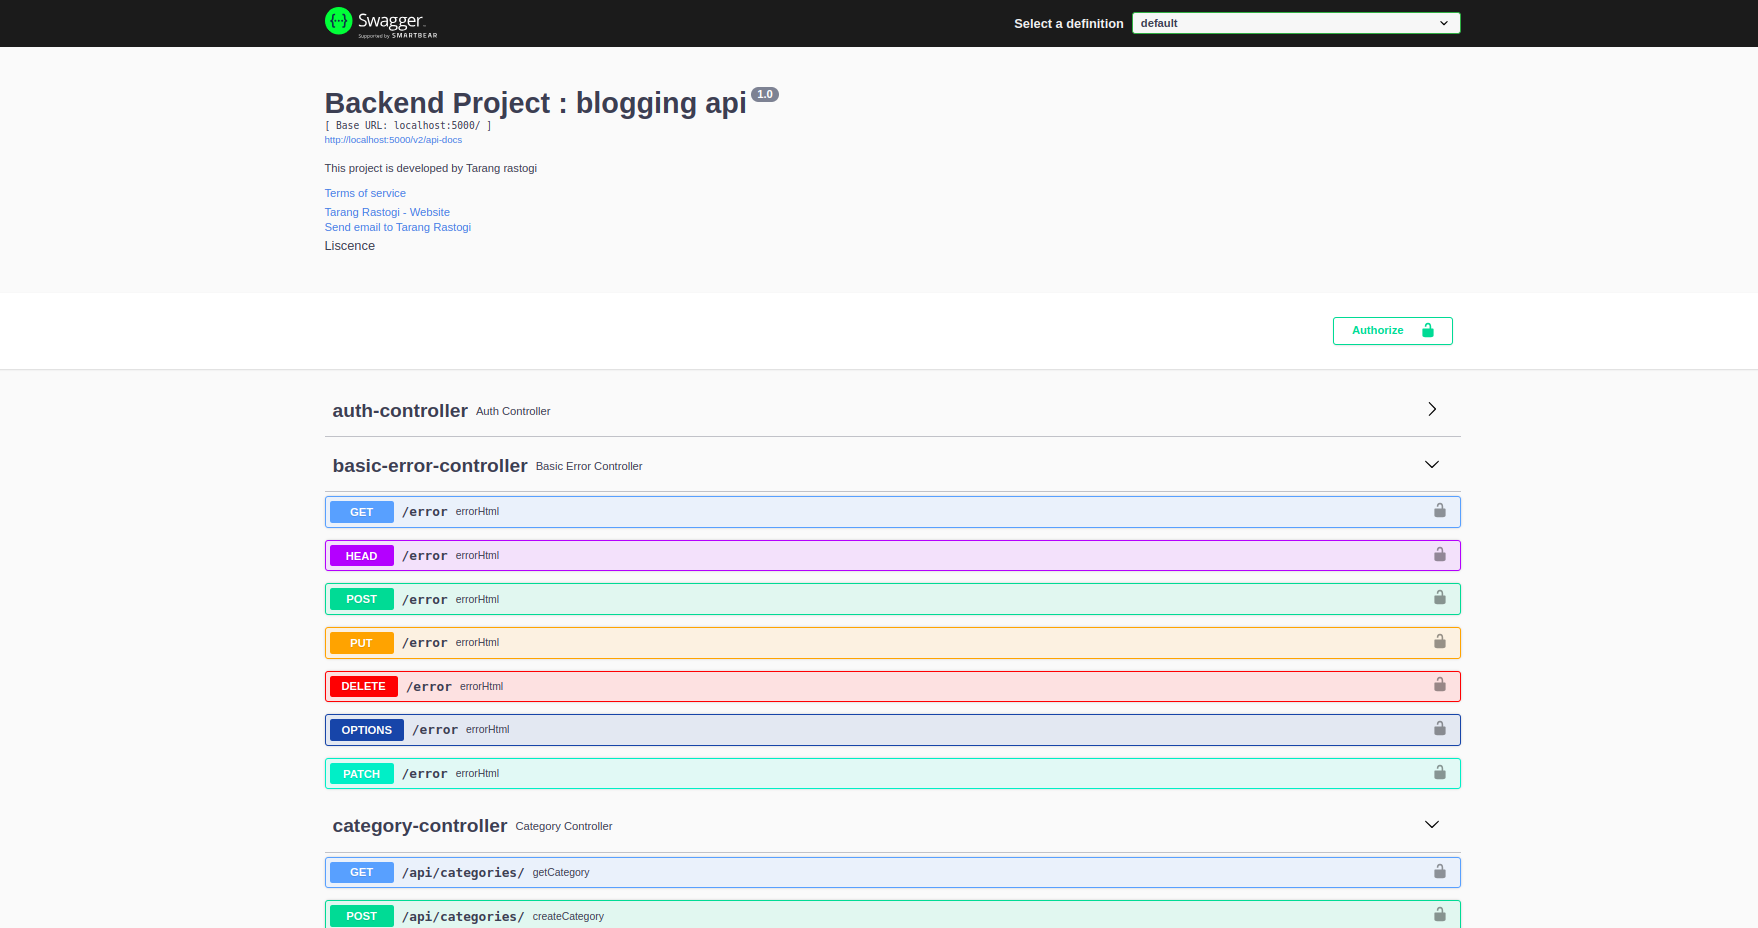 Swagger
Supported by SMARTBEAR
Select a definition
default
Backend Project : blogging api 1.0
[ Base URL: localhost:5000/ ]
http://localhost:5000/v2/api-docs
This project is developed by Tarang rastogi
Terms of service
Tarang Rastogi - Website
Send email to Tarang Rastogi
Liscence
Authorize
auth-controller Auth Controller
basic-error-controller Basic Error Controller
GET /error errorHtml
HEAD /error errorHtml
POST /error errorHtml
PUT /error errorHtml
DELETE /error errorHtml
OPTIONS /error errorHtml
PATCH /error errorHtml
category-controller Category Controller
GET /api/categories/ getCategory
POST /api/categories/ createCategory